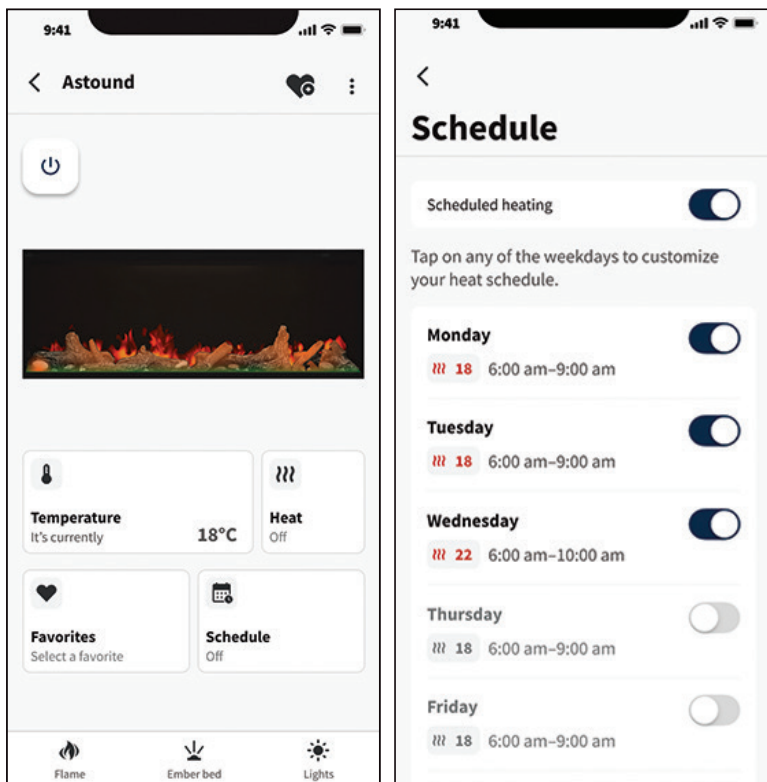 9:41
Astound
Temperature
It's currently
18°C
Heat
Off
Favorites
Select a favorite
Schedule
Off
Flame
Ember bed
Lights
9:41
Schedule
Scheduled heating
Tap on any of the weekdays to customize
your heat schedule.
Monday
18 6:00 am–9:00 am
Tuesday
18 6:00 am–9:00 am
Wednesday
22 6:00 am–10:00 am
Thursday
18 6:00 am–9:00 am
Friday
18 6:00 am–9:00 am